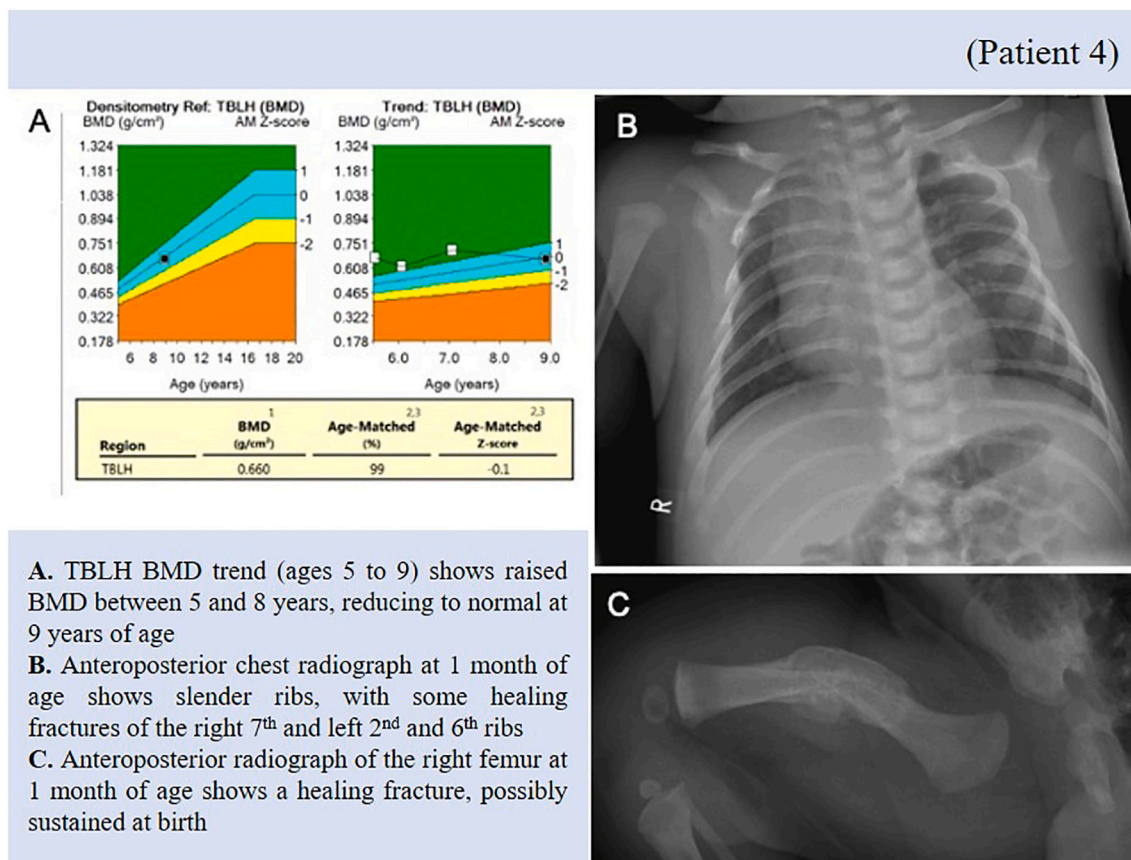 (Patient 4)
A
Densitometry Ref: TBLH (BMD)
BMD (g/cm²) AM Z-score
1.324
1.181
1.038
0.894
0.751
0.608
0.465
0.322
0.178
1
0
-1
-2
6 8 10 12 14 16 18 20
Age (years)
Trend: TBLH (BMD)
BMD (g/cm²) AM Z-score
1.324
1.181
1.038
0.894
0.751
0.608
0.465
0.322
0.178
1
0
-1
-2
6.0 7.0 8.0 9.0
Age (years)
1 2,3 2,3
BMD Age-Matched Age-Matched
Region (g/cm²) (%) Z-score
TBLH 0.660 99 -0.1
B
R
A. TBLH BMD trend (ages 5 to 9) shows raised
BMD between 5 and 8 years, reducing to normal at
9 years of age
B. Anteroposterior chest radiograph at 1 month of
age shows slender ribs, with some healing
fractures of the right 7th and left 2nd and 6th ribs
C. Anteroposterior radiograph of the right femur at
1 month of age shows a healing fracture, possibly
sustained at birth
C